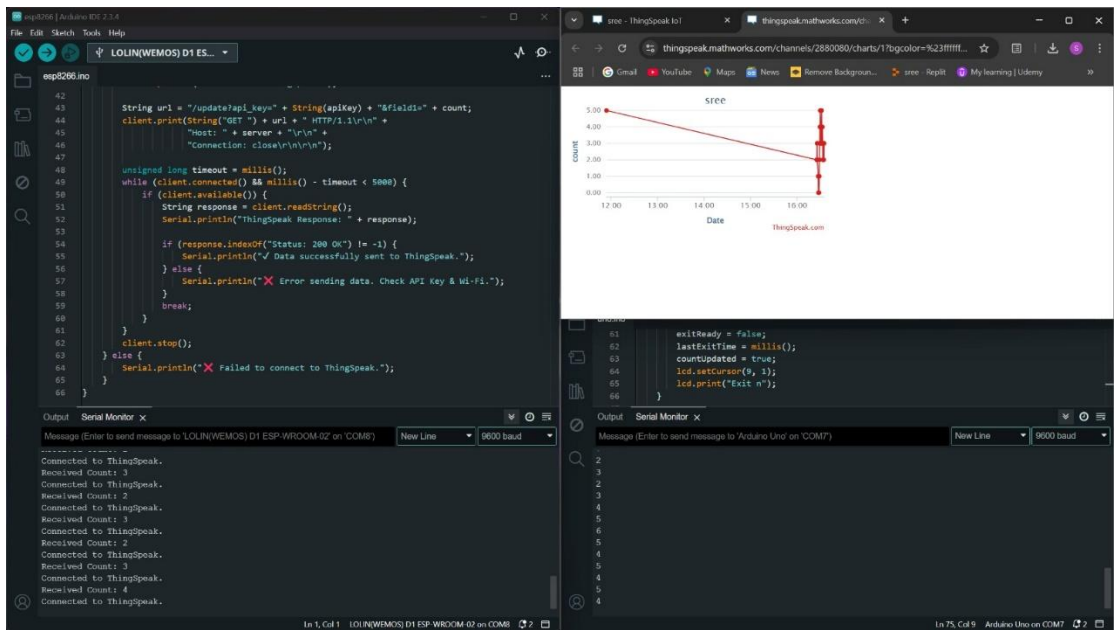 esp8266 | Arduino IDE 2.3.4
File Edit Sketch Tools Help
LOLIN(WEMOS) D1 ES...
esp8266.ino
42
43 String url = "/update?api_key=" + String(apiKey) + "&field1=" + count;
44 client.print(String("GET ") + url + " HTTP/1.1\r\n" +
45 "Host: " + server + "\r\n" +
46 "Connection: close\r\n\r\n");
47
48 unsigned long timeout = millis();
49 while (client.connected() && millis() - timeout < 5000) {
50 if (client.available()) {
51 String response = client.readString();
52 Serial.println("ThingSpeak Response: " + response);
53
54 if (response.indexOf("Status: 200 OK") != -1) {
55 Serial.println("✓ Data successfully sent to ThingSpeak.");
56 } else {
57 Serial.println("❌ Error sending data. Check API Key & Wi-Fi.");
58 }
59 break;
60 }
61 }
62 client.stop();
63 } else {
64 Serial.println("❌ Failed to connect to ThingSpeak.");
65 }
66 }
Output Serial Monitor
Message (Enter to send message to 'LOLIN(WEMOS) D1 ESP-WROOM-02' on 'COM8')
New Line
9600 baud
Connected to ThingSpeak.
Received Count: 3
Connected to ThingSpeak.
Received Count: 2
Connected to ThingSpeak.
Received Count: 3
Connected to ThingSpeak.
Received Count: 2
Connected to ThingSpeak.
Received Count: 3
Connected to ThingSpeak.
Received Count: 4
Connected to ThingSpeak.
Ln 1, Col 1 LOLIN(WEMOS) D1 ESP-WROOM-02 on COM8 2
sree - ThingSpeak IoT
thingspeak.mathworks.com/ch
thingspeak.mathworks.com/channels/2880080/charts/1?bgcolor=%23ffffff...
S
Gmail YouTube Maps News Remove Backgroun... sree - Replit My learning | Udemy
sree
5.00
4.00
3.00
2.00
1.00
0.00
count
12:00 13:00 14:00 15:00 16:00
Date
ThingSpeak.com
61 exitReady = false;
62 lastExitTime = millis();
63 countUpdated = true;
64 lcd.setCursor(9, 1);
65 lcd.print("Exit n");
66 }
Output Serial Monitor
Message (Enter to send message to 'Arduino Uno' on 'COM7')
New Line
9600 baud
2
3
2
3
4
5
6
5
4
5
4
5
4
Ln 75, Col 9 Arduino Uno on COM7 2